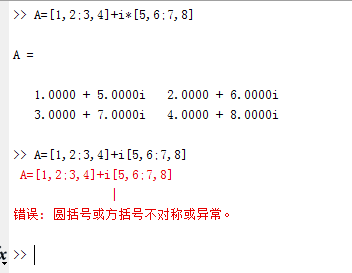 >> A=[1,2;3,4]+i*[5,6;7,8]
A =
1.0000 + 5.0000i   2.0000 + 6.0000i
3.0000 + 7.0000i   4.0000 + 8.0000i
>> A=[1,2;3,4]+i[5,6;7,8]
A=[1,2;3,4]+i[5,6;7,8]
|
错误: 圆括号或方括号不对称或异常。
fx >>